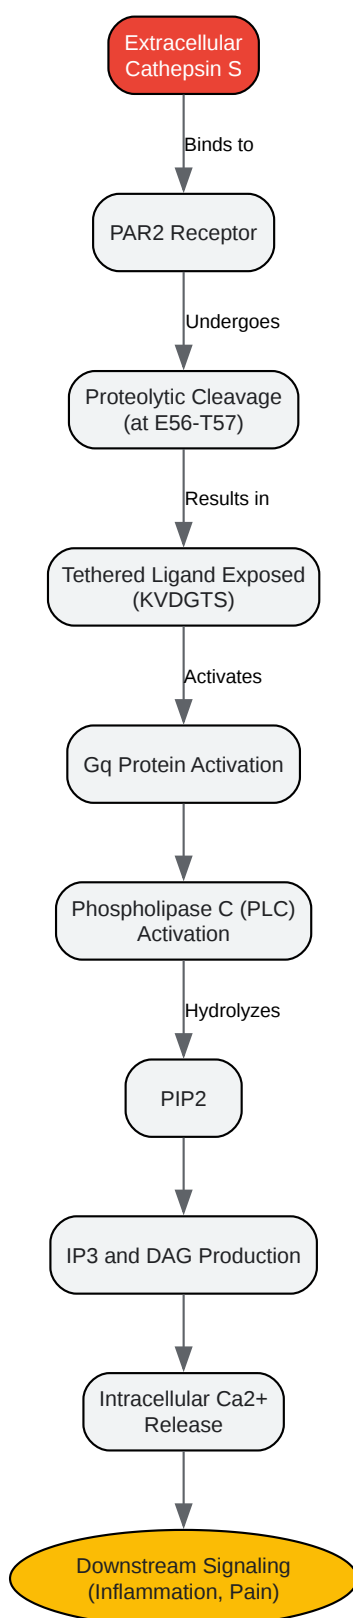 Extracellular
Cathepsin S
Binds to
PAR2 Receptor
Undergoes
Proteolytic Cleavage
(at E56-T57)
Results in
Tethered Ligand Exposed
(KVDGTS)
Activates
Gq Protein Activation
Phospholipase C (PLC)
Activation
Hydrolyzes
PIP2
IP3 and DAG Production
Intracellular Ca2+
Release
Downstream Signaling
(Inflammation, Pain)